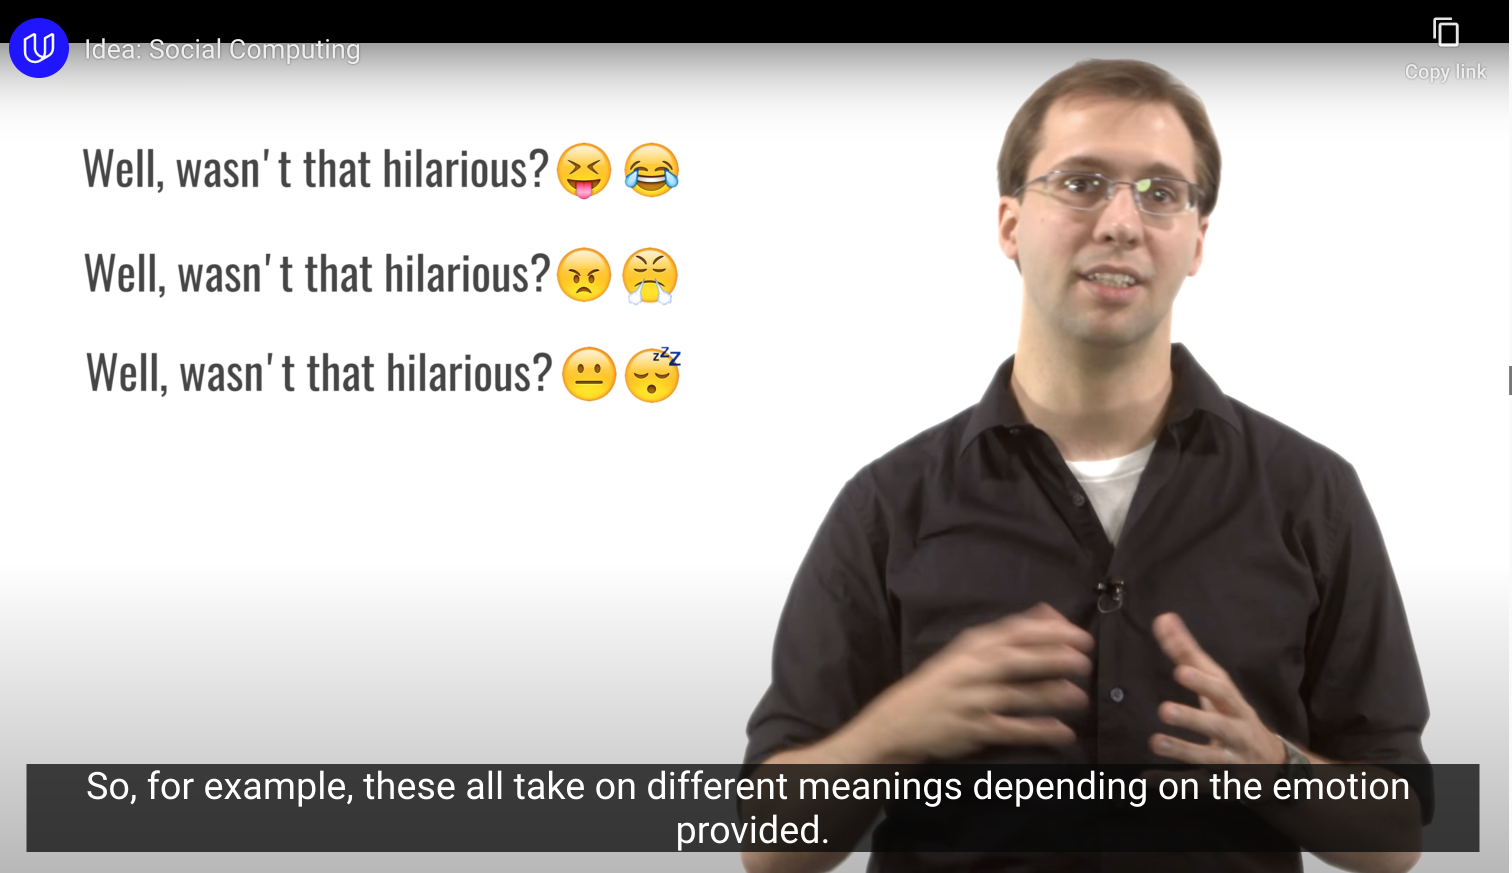 Idea: Social Computing
Copy link
Well, wasn't that hilarious?😝 😂
Well, wasn't that hilarious?😠 😤
Well, wasn't that hilarious? 😐 😴
So, for example, these all take on different meanings depending on the emotion
provided.